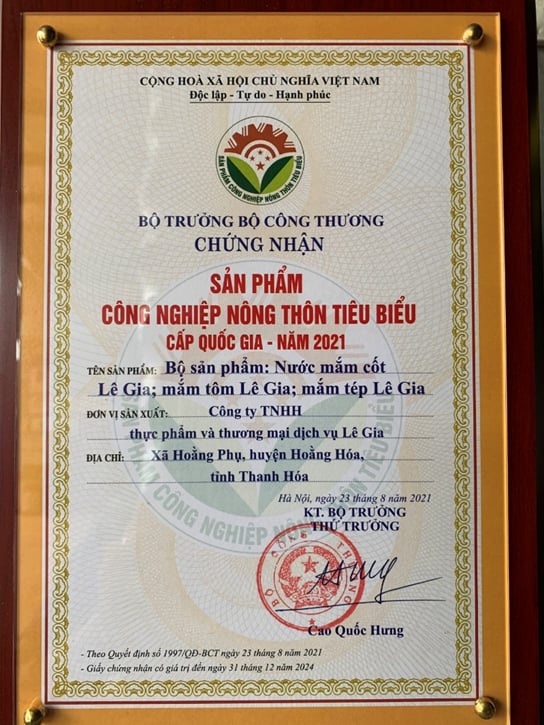 CỘNG HOÀ XÃ HỘI CHỦ NGHĨA VIỆT NAM
Độc lập - Tự do - Hạnh phúc
SẢN PHẨM CÔNG NGHIỆP NÔNG THÔN TIÊU BIỂU
BỘ TRƯỞNG BỘ CÔNG THƯƠNG
CHỨNG NHẬN
SẢN PHẨM
CÔNG NGHIỆP NÔNG THÔN TIÊU BIỂU
CẤP QUỐC GIA - NĂM 2021
TÊN SẢN PHẨM: Bộ sản phẩm: Nước mắm cốt
Lê Gia; mắm tôm Lê Gia; mắm tép Lê Gia
ĐƠN VỊ SẢN XUẤT: Công ty TNHH
thực phẩm và thương mại dịch vụ Lê Gia
ĐỊA CHỈ: Xã Hoằng Phụ, huyện Hoằng Hóa,
tỉnh Thanh Hóa
Hà Nội, ngày 23 tháng 8 năm 2021
KT. BỘ TRƯỞNG
THỨ TRƯỞNG
BỘ CÔNG THƯƠNG
Cao Quốc Hưng
- Theo Quyết định số 1997/QĐ-BCT ngày 23 tháng 8 năm 2021
- Giấy chứng nhận có giá trị đến ngày 31 tháng 12 năm 2024